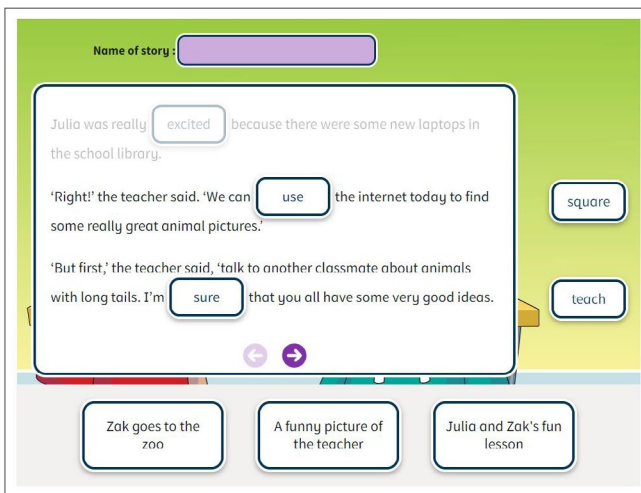 Name of story :
Julia was really excited because there were some new laptops in
the school library.
‘Right!’ the teacher said. ‘We can use the internet today to find
some really great animal pictures.’
‘But first,’ the teacher said, ‘talk to another classmate about animals
with long tails. I’m sure that you all have some very good ideas.
square
teach
Zak goes to the
zoo
A funny picture of
the teacher
Julia and Zak’s fun
lesson